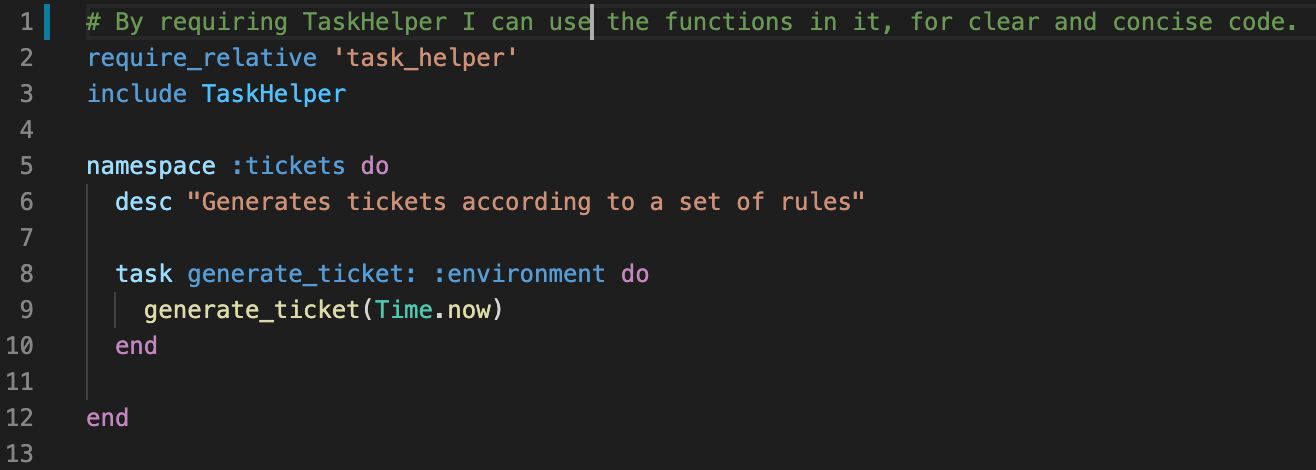 1 # By requiring TaskHelper I can use the functions in it, for clear and concise code.
2 require_relative 'task_helper'
3 include TaskHelper
4
5 namespace :tickets do
6   desc "Generates tickets according to a set of rules"
7
8   task generate_ticket: :environment do
9     generate_ticket(Time.now)
10   end
11
12 end
13